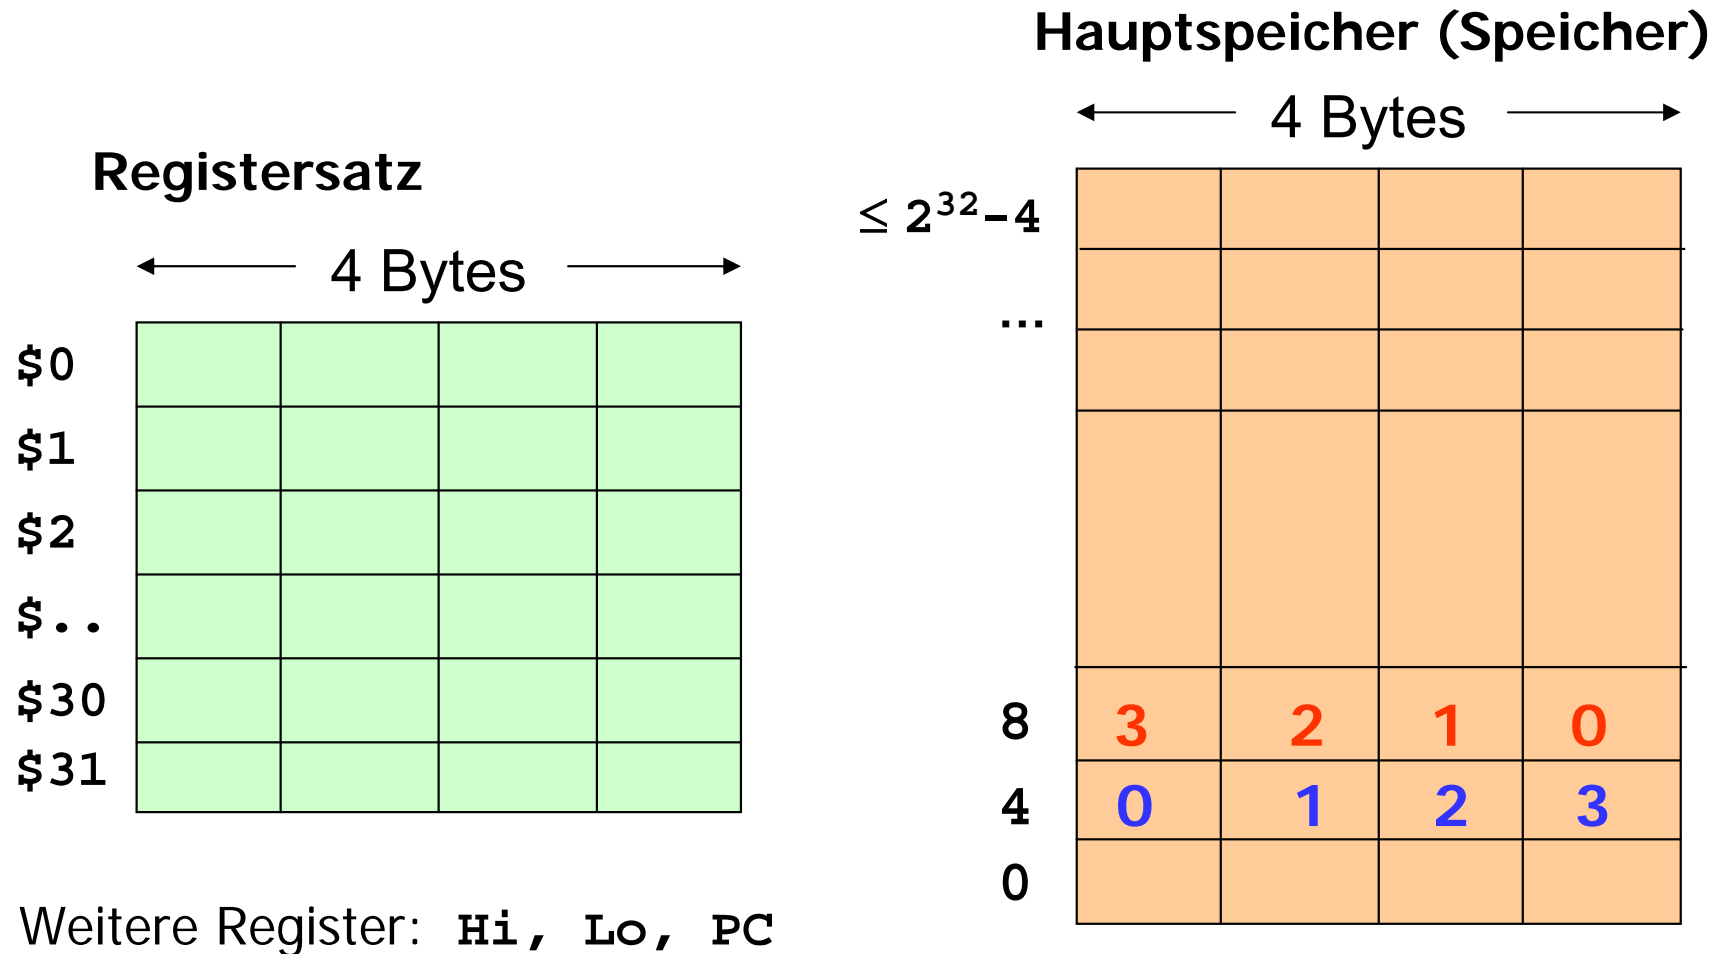 Hauptspeicher (Speicher)
4 Bytes
Registersatz
≤ 2³²-4
4 Bytes
...
$0
$1
$2
$..
$30
$31
8 3 2 1 0
4 0 1 2 3
0
Weitere Register: Hi, Lo, PC